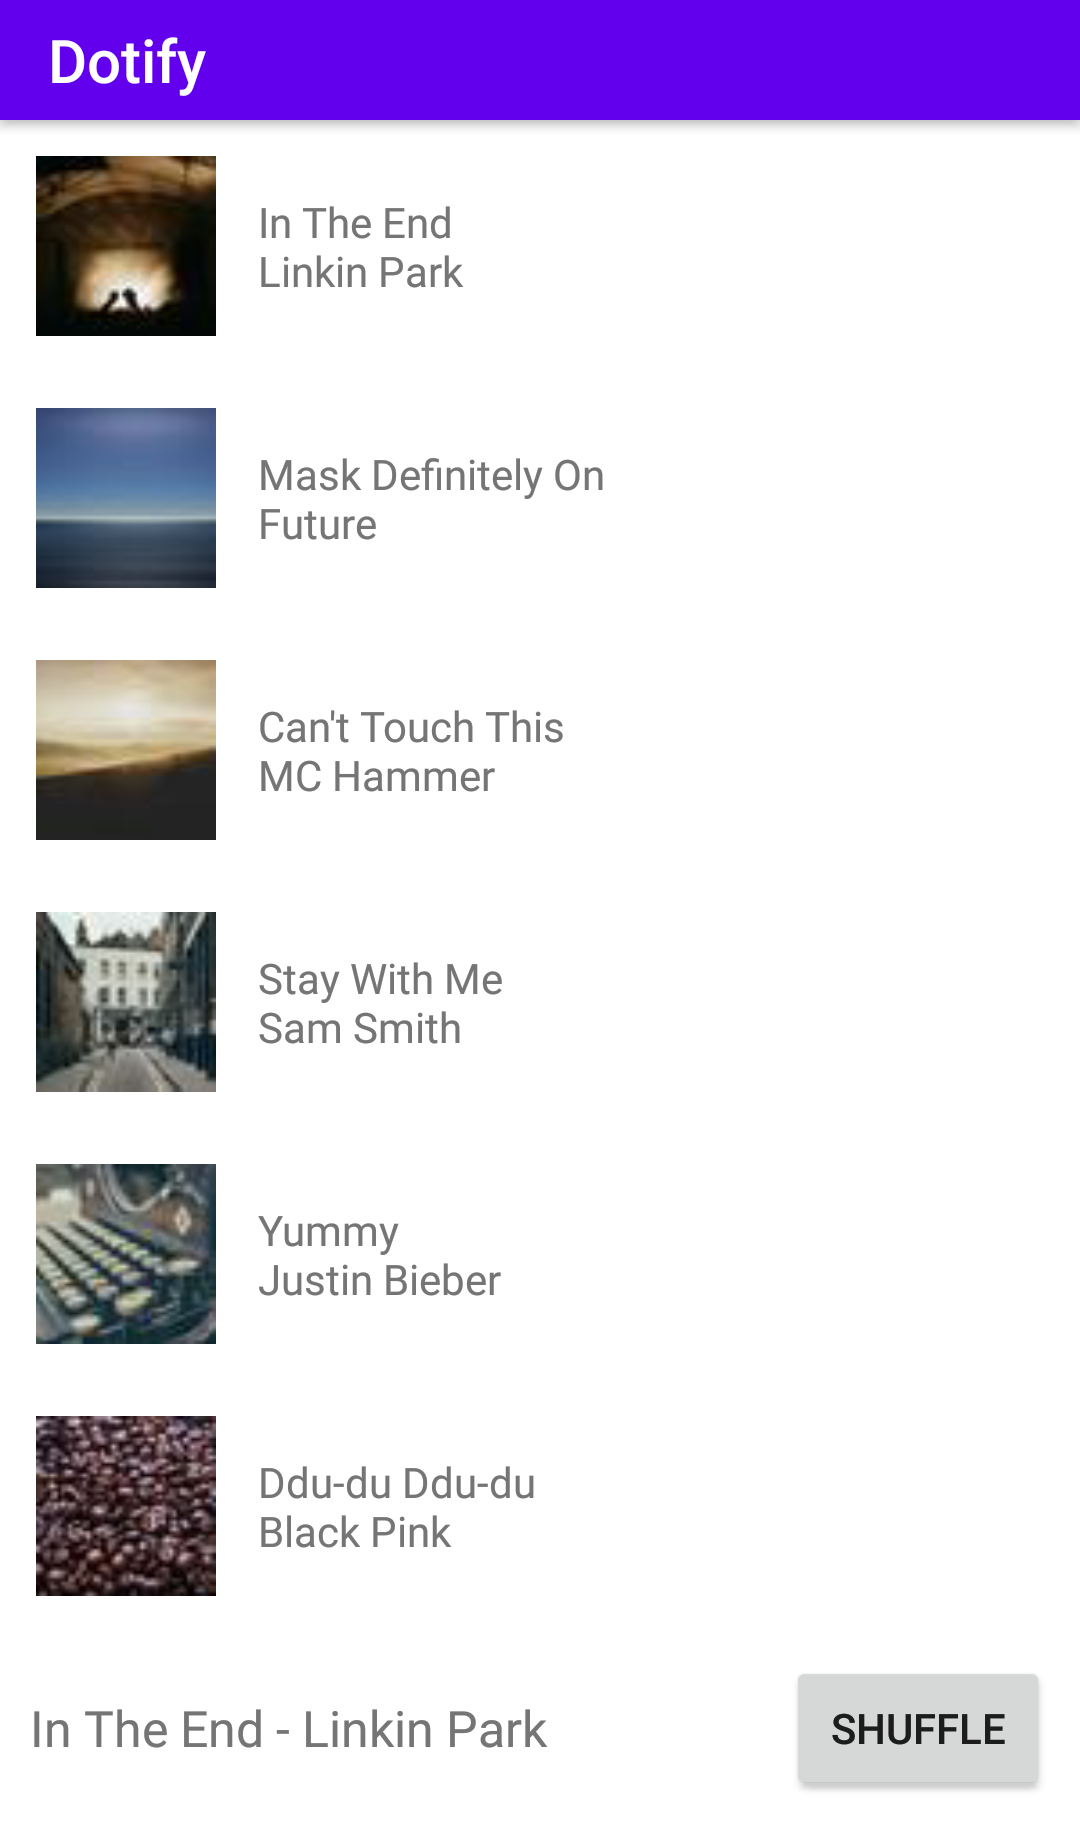 Dotify
In The End
Linkin Park
Mask Definitely On
Future
Can't Touch This
MC Hammer
Stay With Me
Sam Smith
Yummy
Justin Bieber
Ddu-du Ddu-du
Black Pink
In The End - Linkin Park
SHUFFLE